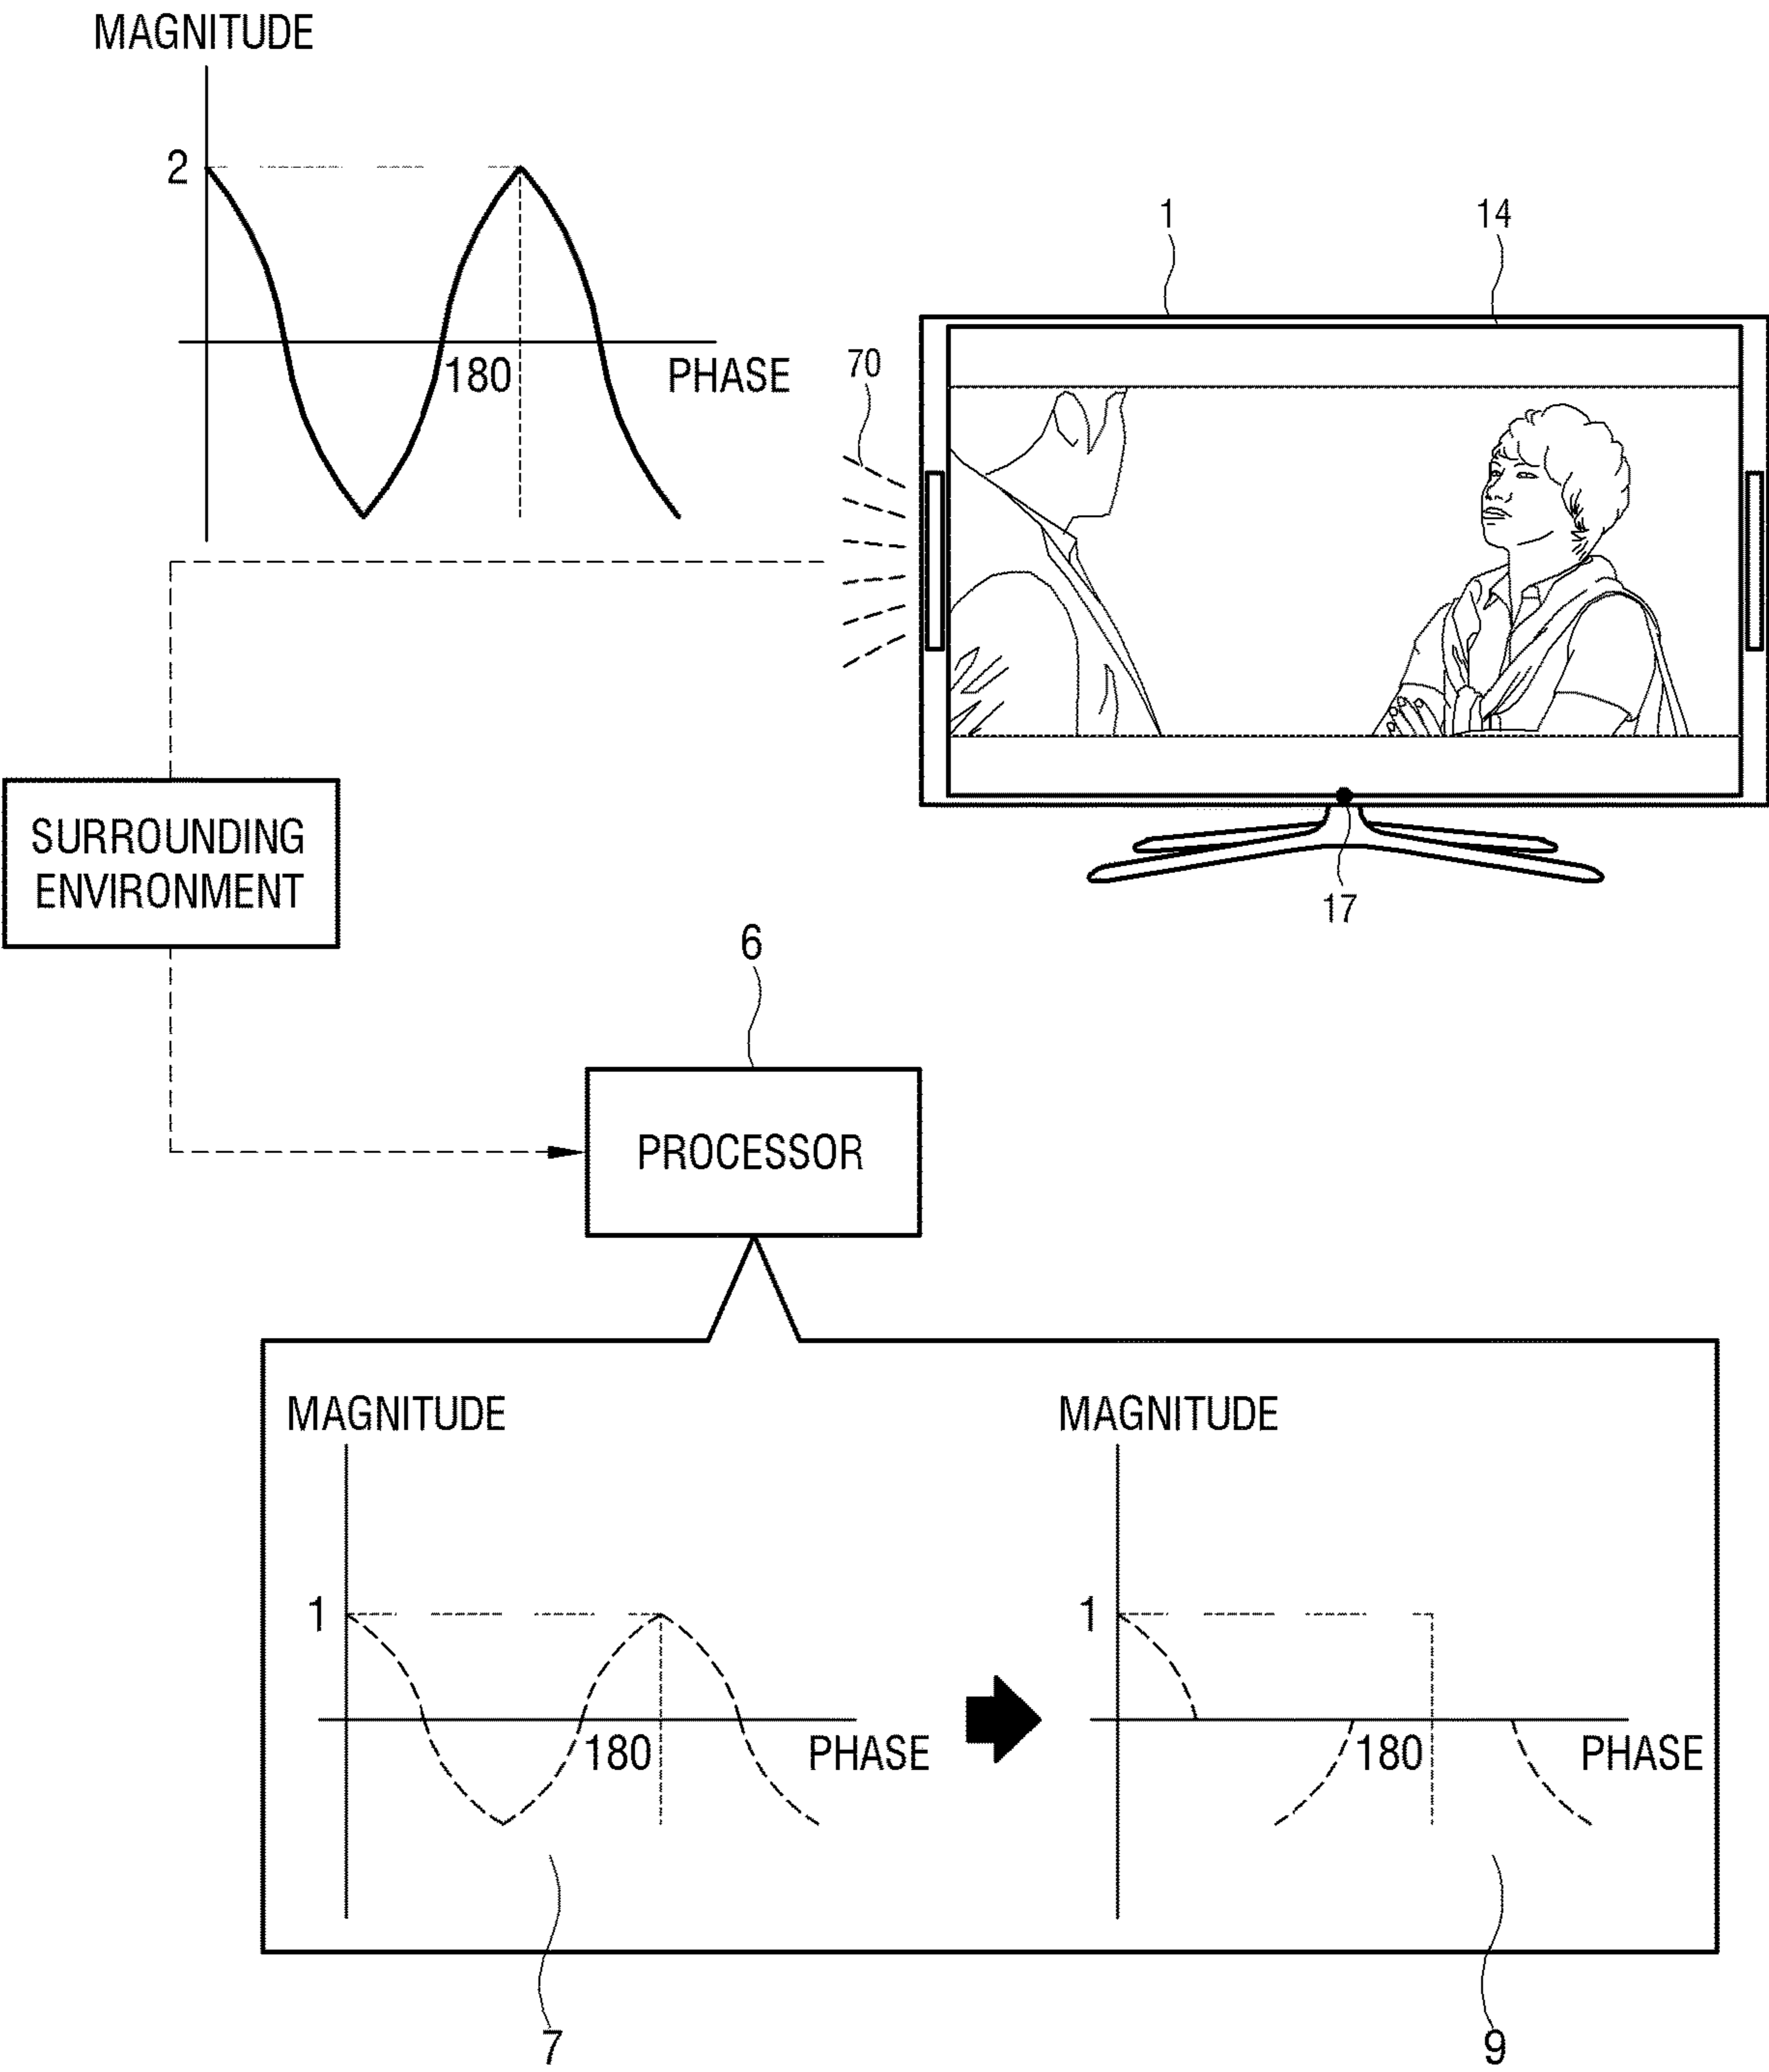 MAGNITUDE
2
180
PHASE
1
14
70
17
SURROUNDING
ENVIRONMENT
6
PROCESSOR
MAGNITUDE
1
180
PHASE
MAGNITUDE
1
180
PHASE
7
9